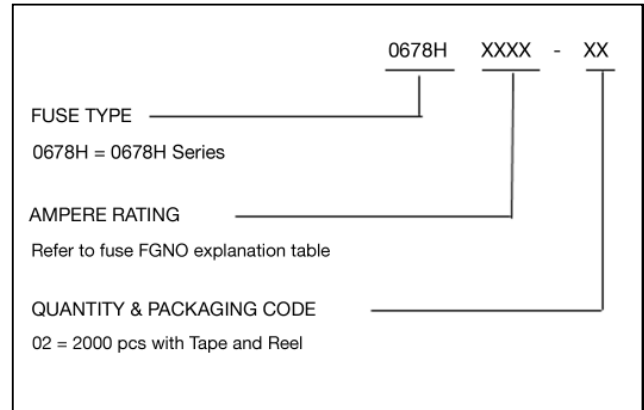 0678H XXXX - XX
FUSE TYPE
0678H = 0678H Series
AMPERE RATING
Refer to fuse FGNO explanation table
QUANTITY & PACKAGING CODE
02 = 2000 pcs with Tape and Reel